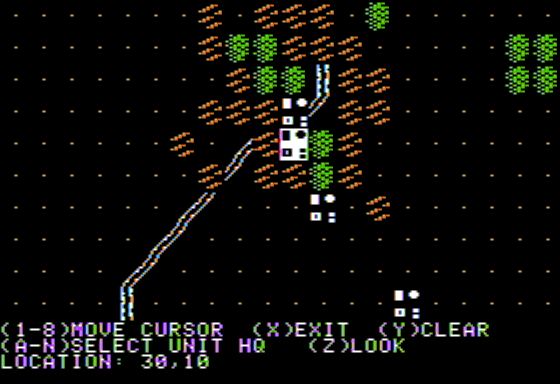 (1-8)MOVE CURSOR  (X)EXIT  (Y)CLEAR
(A-N)SELECT UNIT HQ   (Z)LOOK
LOCATION: 30,10